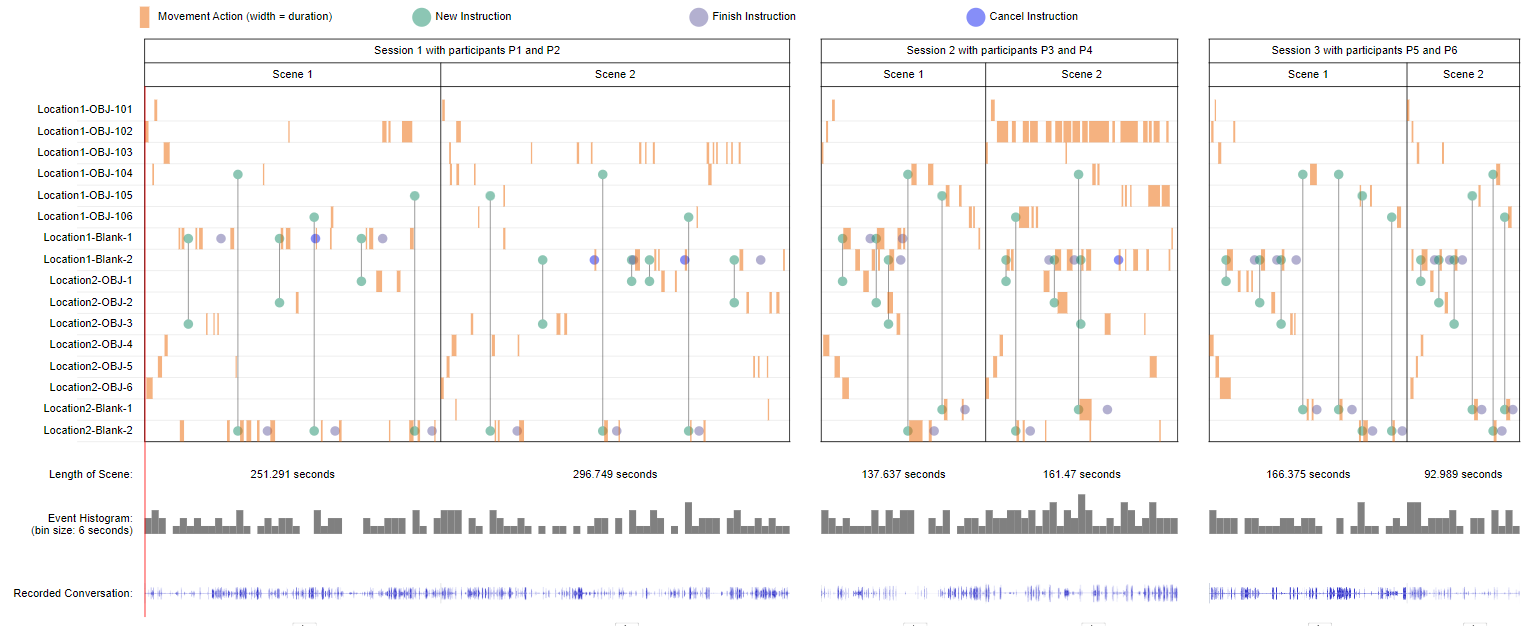 Movement Action (width = duration) New Instruction Finish Instruction Cancel Instruction
Session 1 with participants P1 and P2 Session 2 with participants P3 and P4 Session 3 with participants P5 and P6
Scene 1 Scene 2 Scene 1 Scene 2 Scene 1 Scene 2
Location1-OBJ-101
Location1-OBJ-102
Location1-OBJ-103
Location1-OBJ-104
Location1-OBJ-105
Location1-OBJ-106
Location1-Blank-1
Location1-Blank-2
Location2-OBJ-1
Location2-OBJ-2
Location2-OBJ-3
Location2-OBJ-4
Location2-OBJ-5
Location2-OBJ-6
Location2-Blank-1
Location2-Blank-2
Length of Scene: 251.291 seconds 296.749 seconds 137.637 seconds 161.47 seconds 166.375 seconds 92.989 seconds
Event Histogram:
(bin size: 6 seconds)
Recorded Conversation: